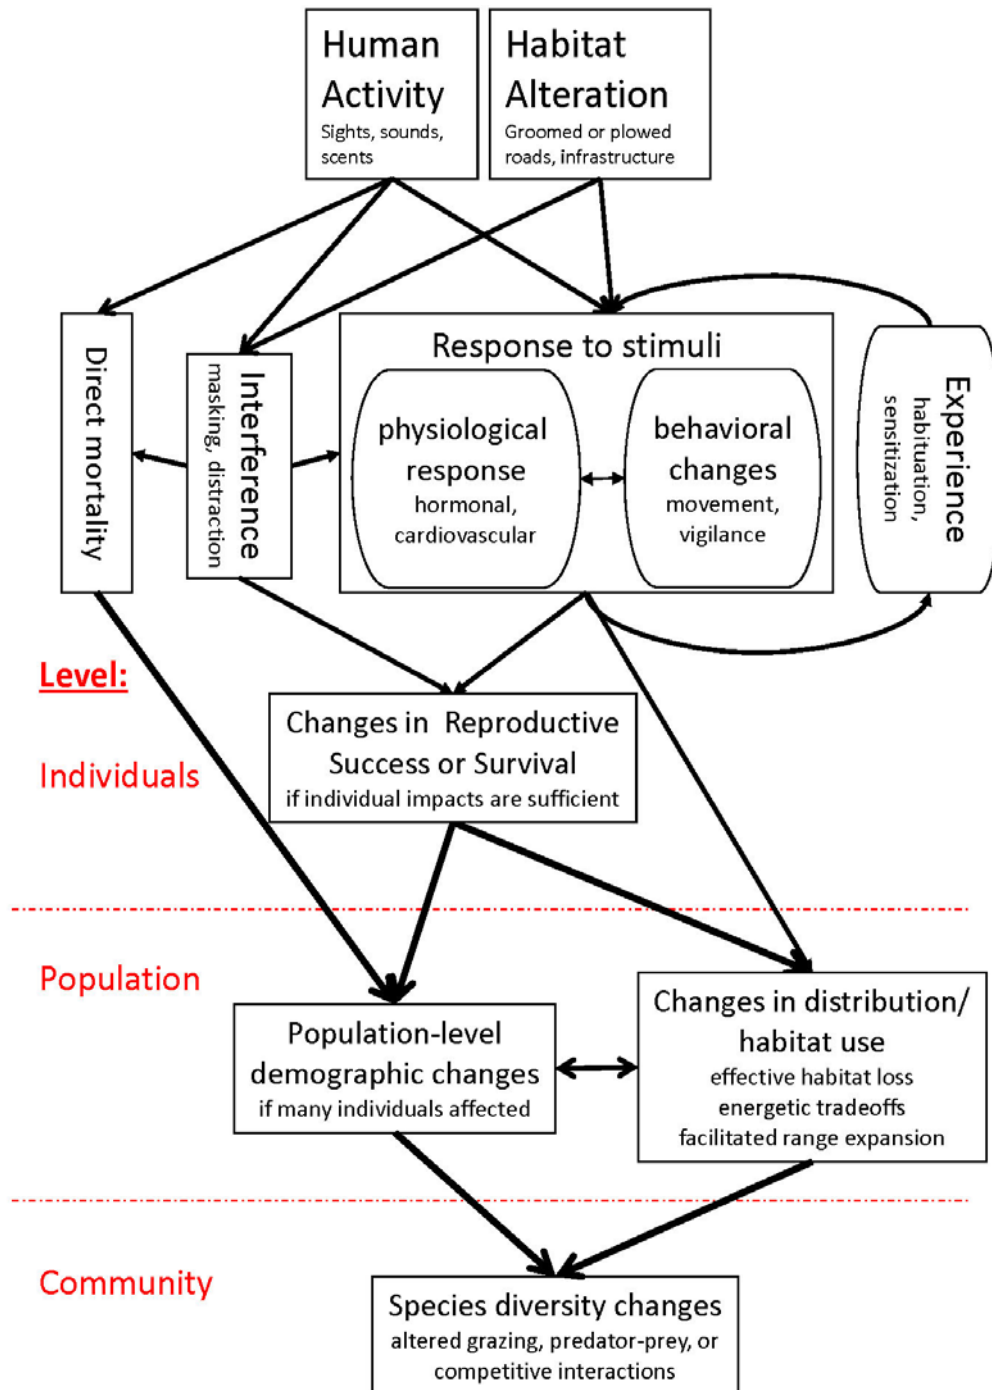 Human
Activity
Sights, sounds,
scents
Habitat
Alteration
Groomed or plowed
roads, infrastructure
Direct mortality
Interference
masking, distraction
Response to stimuli
physiological
response
hormonal,
cardiovascular
behavioral
changes
movement,
vigilance
Experience
habituation,
sensitization
Level:
Individuals
Changes in Reproductive
Success or Survival
if individual impacts are sufficient
Population
Population-level
demographic changes
if many individuals affected
Changes in distribution/
habitat use
effective habitat loss
energetic tradeoffs
facilitated range expansion
Community
Species diversity changes
altered grazing, predator-prey, or
competitive interactions